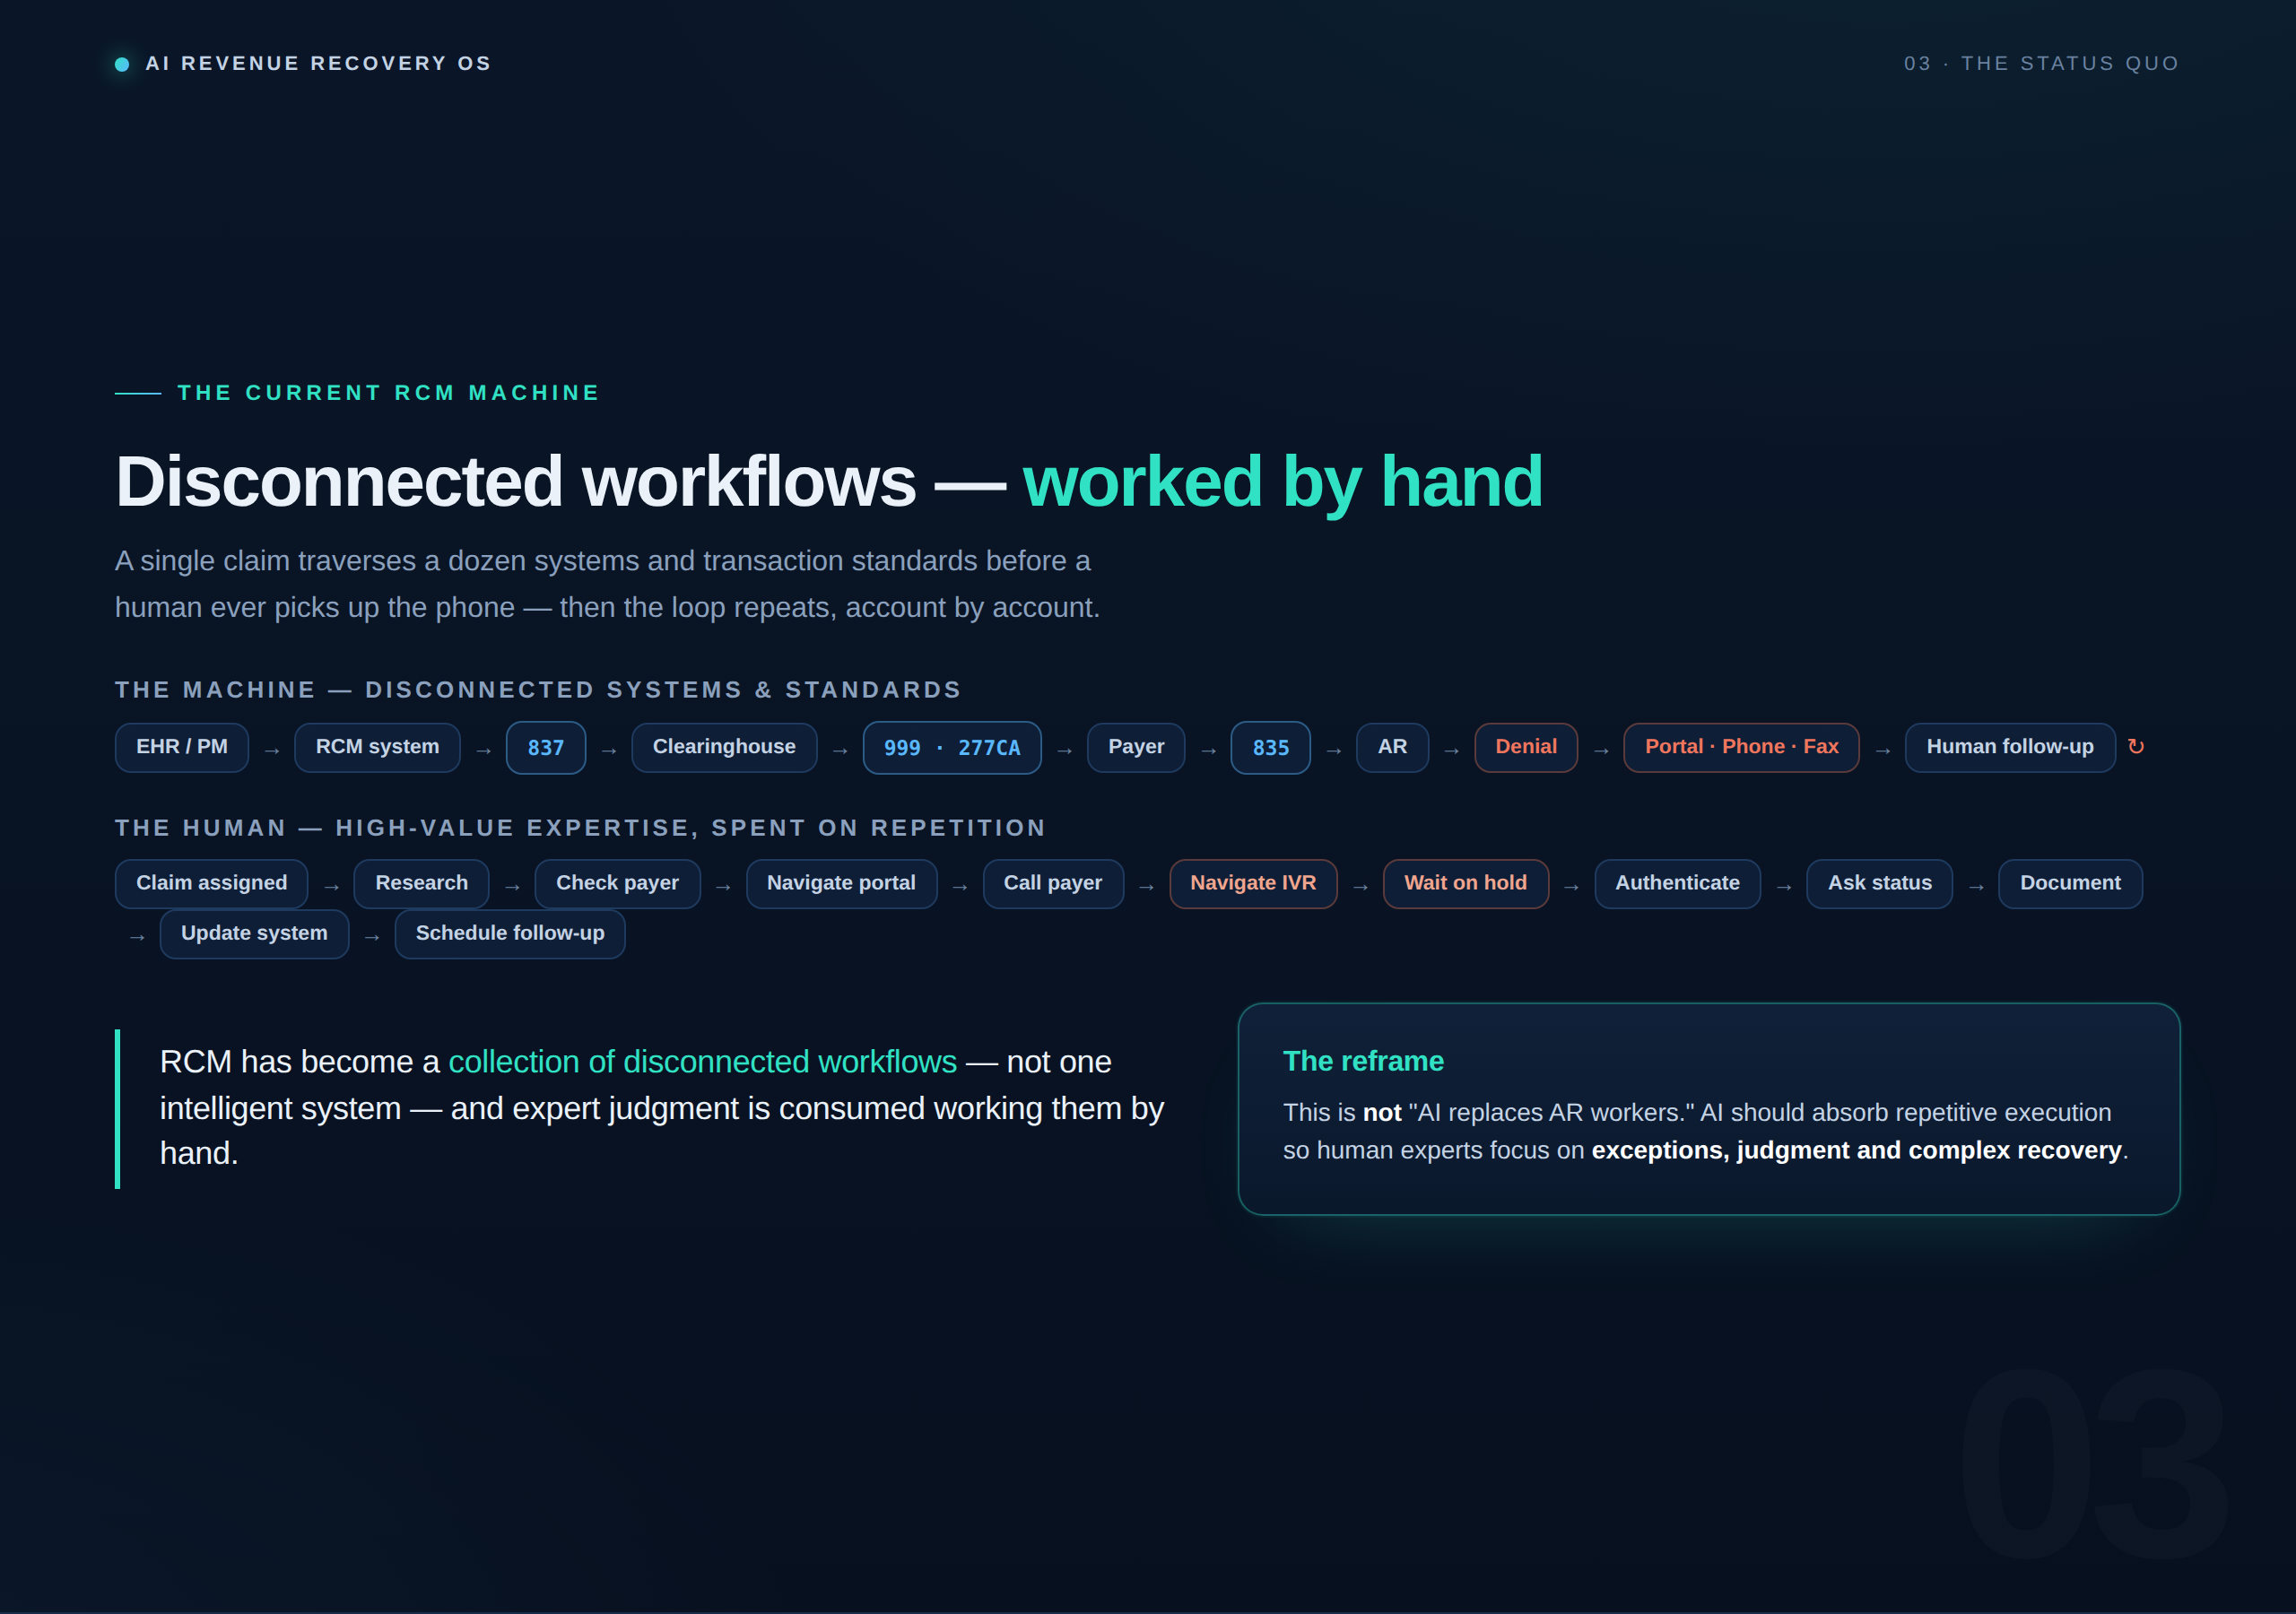 AI REVENUE RECOVERY OS
03 · THE STATUS QUO
THE CURRENT RCM MACHINE
Disconnected workflows — worked by hand
A single claim traverses a dozen systems and transaction standards before a
human ever picks up the phone — then the loop repeats, account by account.
THE MACHINE — DISCONNECTED SYSTEMS & STANDARDS
EHR / PM → RCM system → 837 → Clearinghouse → 999 · 277CA → Payer → 835 → AR → Denial → Portal · Phone · Fax → Human follow-up ↻
THE HUMAN — HIGH-VALUE EXPERTISE, SPENT ON REPETITION
Claim assigned → Research → Check payer → Navigate portal → Call payer → Navigate IVR → Wait on hold → Authenticate → Ask status → Document
→ Update system → Schedule follow-up
RCM has become a collection of disconnected workflows — not one
intelligent system — and expert judgment is consumed working them by
hand.
The reframe
This is not "AI replaces AR workers." AI should absorb repetitive execution
so human experts focus on exceptions, judgment and complex recovery.
03